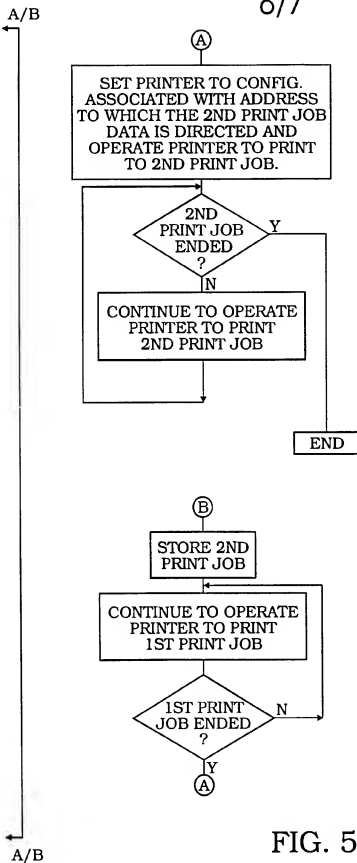 A/B
6/7
A
SET PRINTER TO CONFIG.
ASSOCIATED WITH ADDRESS
TO WHICH THE 2ND PRINT JOB
DATA IS DIRECTED AND
OPERATE PRINTER TO PRINT
TO 2ND PRINT JOB.
2ND
PRINT JOB
ENDED
?
Y
N
CONTINUE TO OPERATE
PRINTER TO PRINT
2ND PRINT JOB
END
B
STORE 2ND
PRINT JOB
CONTINUE TO OPERATE
PRINTER TO PRINT
1ST PRINT JOB
1ST PRINT
JOB ENDED
?
N
Y
A
A/B
FIG. 5